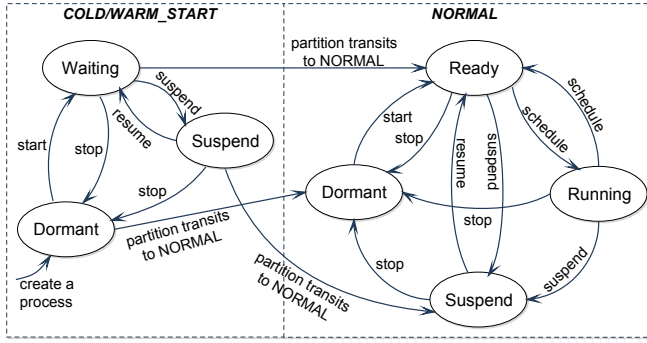 COLD/WARM_START
NORMAL
partition transits
to NORMAL
Waiting
Ready
suspend
resume
schedule
schedule
start
stop
Suspend
start
stop
resume
suspend
stop
Dormant
Running
Dormant
partition transits
to NORMAL
stop
create a
process
partition transits
to NORMAL
stop
suspend
Suspend